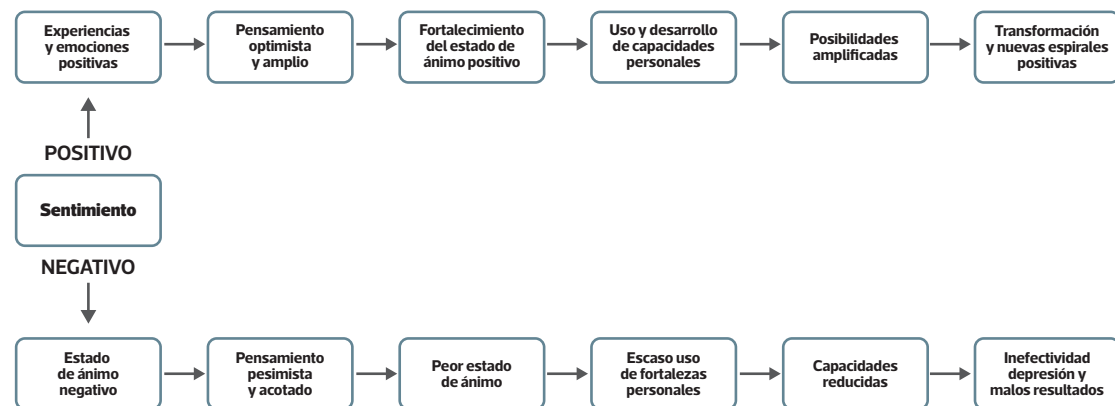 Experiencias
y emociones
positivas
Pensamiento
optimista
y amplio
Fortalecimiento
del estado de
ánimo positivo
Uso y desarrollo
de capacidades
personales
Posibilidades
amplificadas
Transformación
y nuevas espirales
positivas
POSITIVO
Sentimiento
NEGATIVO
Estado
de ánimo
negativo
Pensamiento
pesimista
y acotado
Peor estado
de ánimo
Escaso uso
de fortalezas
personales
Capacidades
reducidas
Inefectividad
depresión y
malos resultados